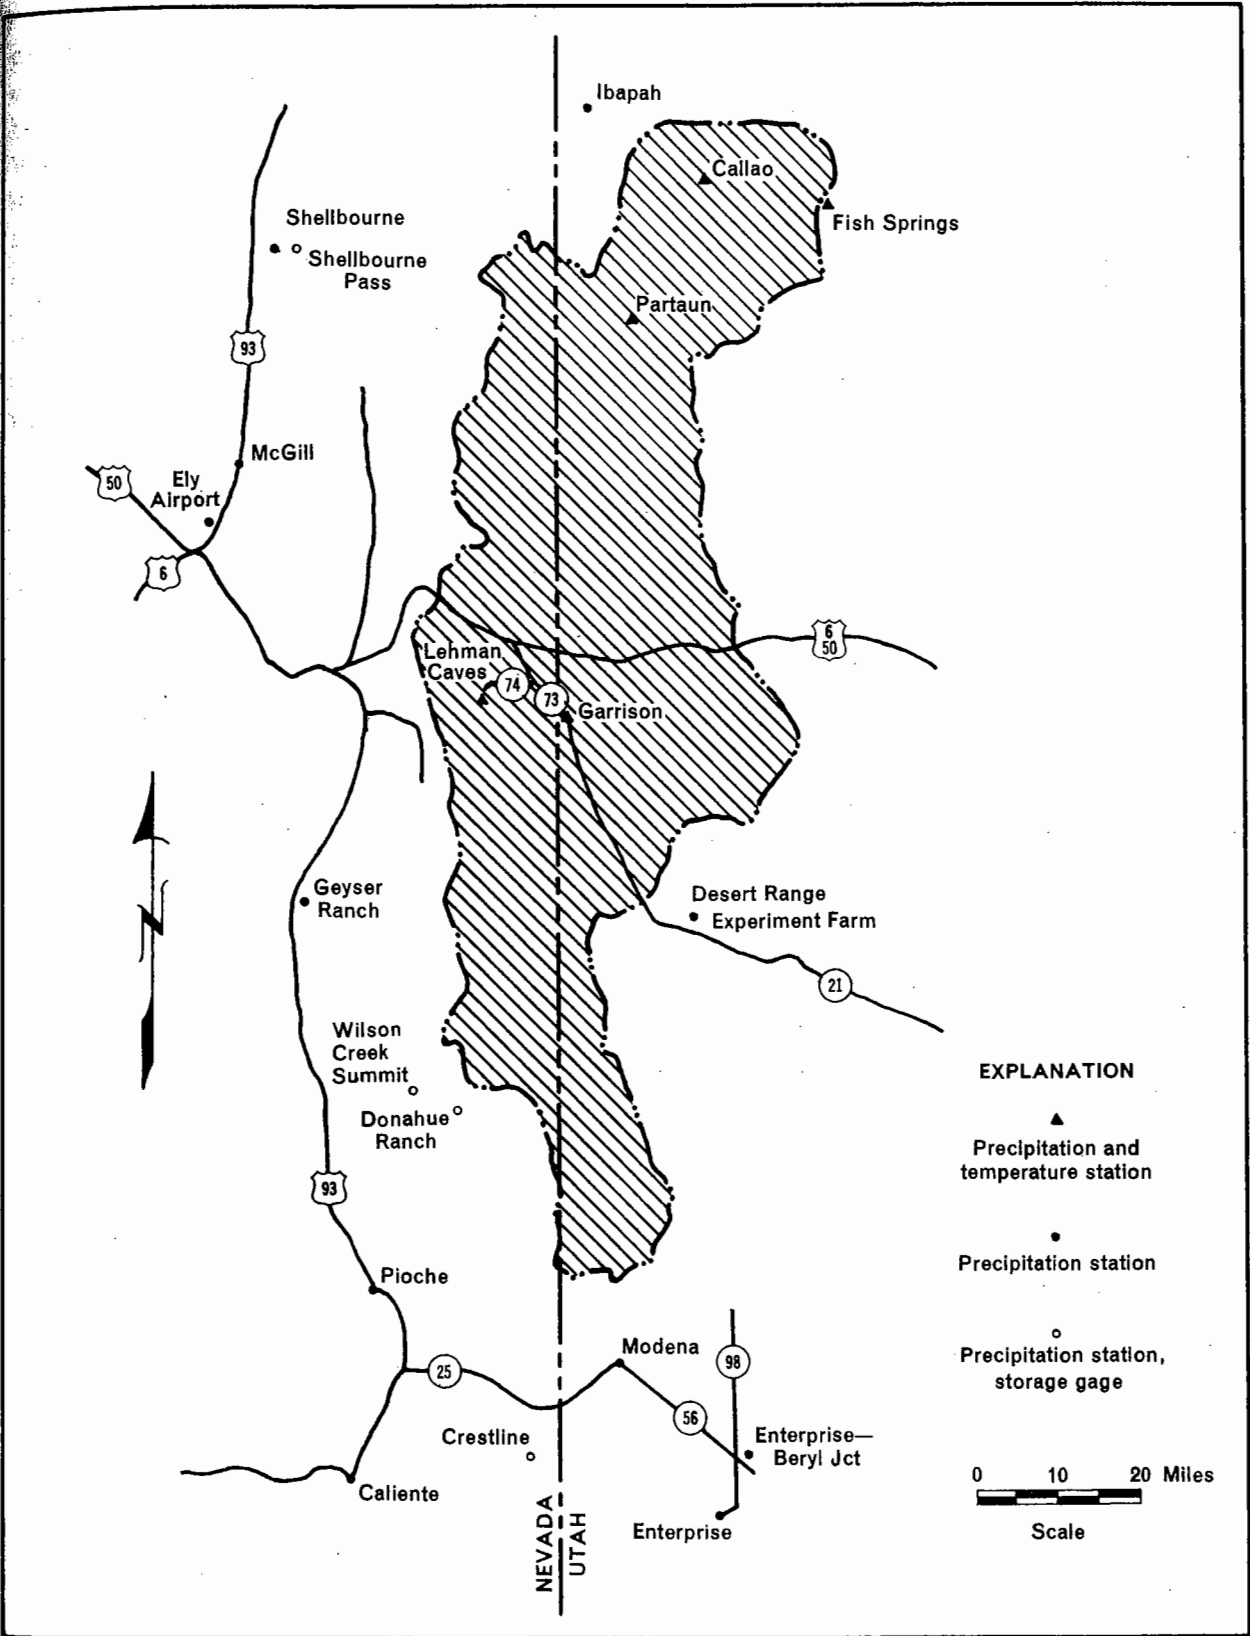 Ibapah
Callao
Fish Springs
Shellbourne
Shellbourne
Pass
Partaun
93
McGill
50
Ely
Airport
6
6
50
Lehman
Caves
74
73
Garrison
Geyser
Ranch
Desert Range
Experiment Farm
21
Wilson
Creek
Summit
Donahue
Ranch
93
EXPLANATION
Precipitation and
temperature station
Precipitation station
Precipitation station,
storage gage
Pioche
25
Modena
98
56
Crestline
Enterprise—
Beryl Jct
Caliente
Enterprise
NEVADA
UTAH
0 10 20 Miles
Scale
N